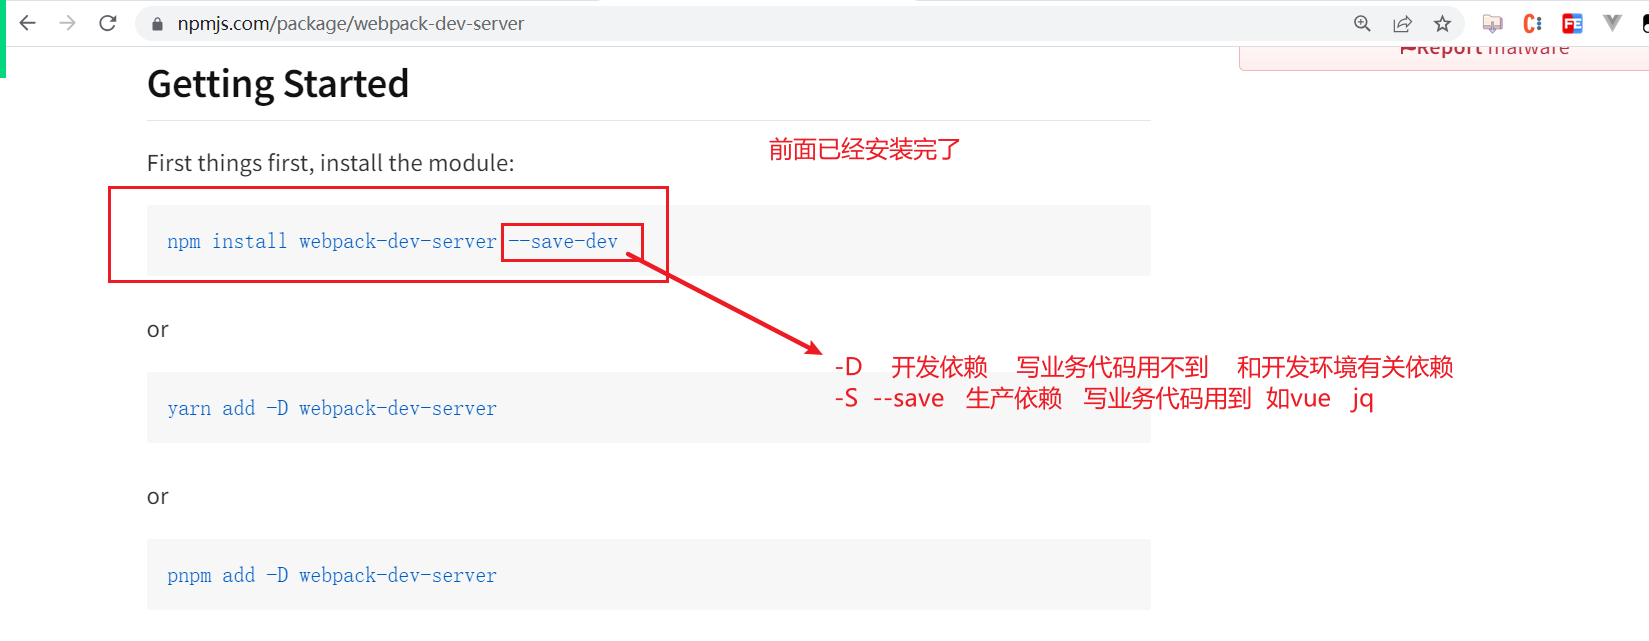 npmjs.com/package/webpack-dev-server
Report malware
Getting Started
前面已经安装完了
First things first, install the module:
npm install webpack-dev-server --save-dev
or
-D 开发依赖 写业务代码用不到 和开发环境有关依赖
-S --save 生产依赖 写业务代码用到 如vue jq
yarn add -D webpack-dev-server
or
pnpm add -D webpack-dev-server